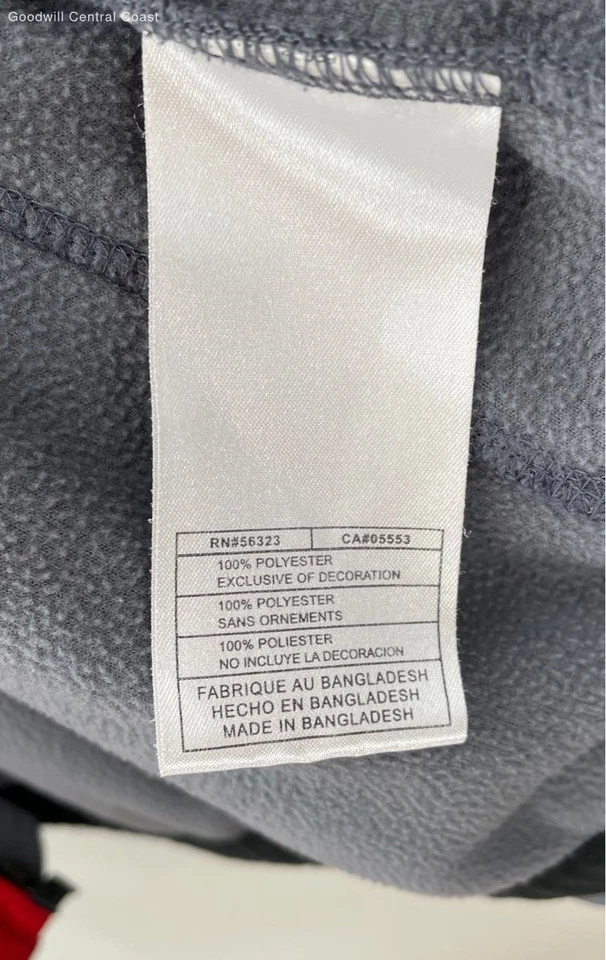 Goodwill Central Coast
RN#56323 CA#05553
100% POLYESTER
EXCLUSIVE OF DECORATION
100% POLYESTER
SANS ORNEMENTS
100% POLIESTER
NO INCLUYE LA DECORACION
FABRIQUE AU BANGLADESH
HECHO EN BANGLADESH
MADE IN BANGLADESH